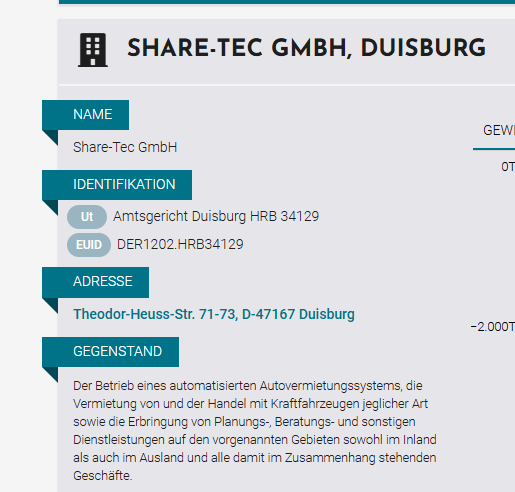 SHARE-TEC GMBH, DUISBURG
NAME
Share-Tec GmbH
IDENTIFIKATION
Ut Amtsgericht Duisburg HRB 34129
EUID DER1202.HRB34129
ADRESSE
Theodor-Heuss-Str. 71-73, D-47167 Duisburg
GEGENSTAND
Der Betrieb eines automatisierten Autovermietungssystems, die
Vermietung von und der Handel mit Kraftfahrzeugen jeglicher Art
sowie die Erbringung von Planungs-, Beratungs- und sonstigen
Dienstleistungen auf den vorgenannten Gebieten sowohl im Inland
als auch im Ausland und alle damit im Zusammenhang stehenden
Geschäfte.
GEWI
0T
−2.000T